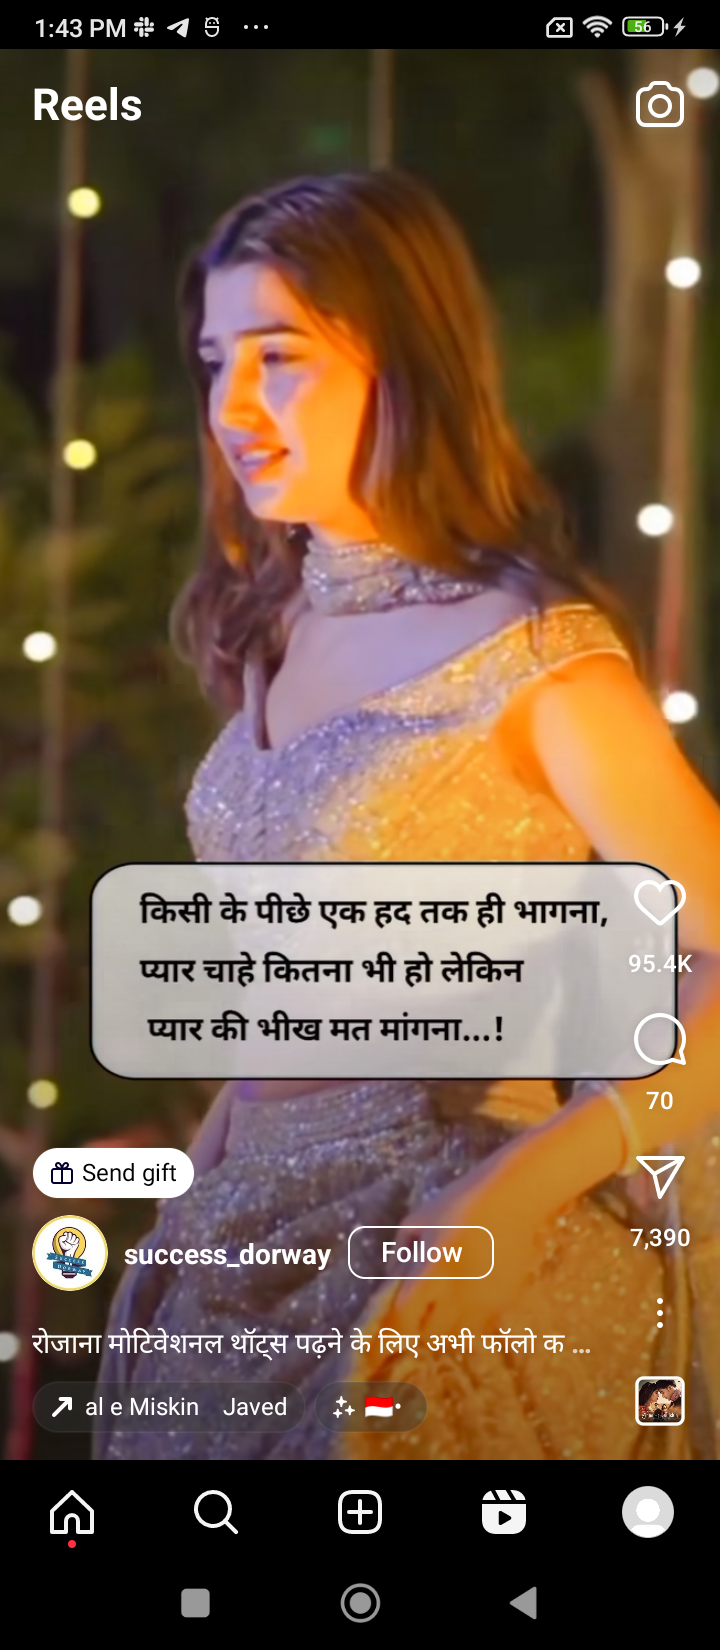 1:43 PM
56
Reels
किसी के पीछे एक हद तक ही भागना,
प्यार चाहे कितना भी हो लेकिन
प्यार की भीख मत मांगना...!
95.4K
70
Send gift
7,390
success_dorway
Follow
रोजाना मोटिवेशनल थॉट्स पढ़ने के लिए अभी फॉलो क ...
al e Miskin Javed